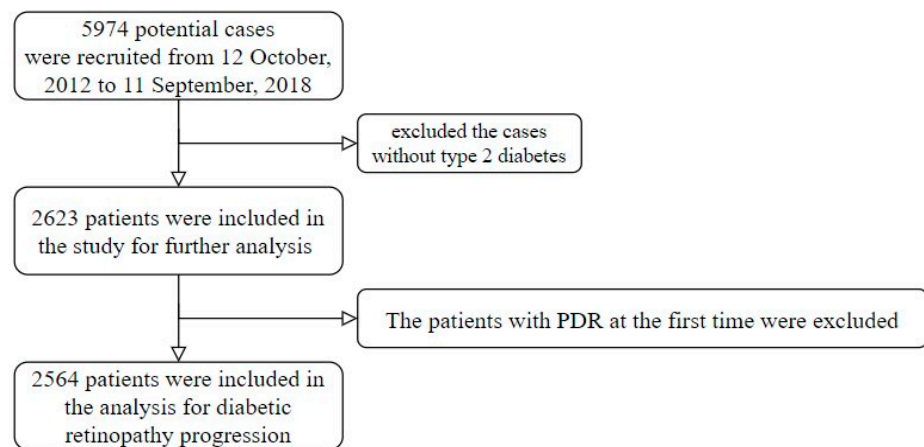 5974 potential cases
were recruited from 12 October,
2012 to 11 September, 2018
excluded the cases
without type 2 diabetes
2623 patients were included in
the study for further analysis
The patients with PDR at the first time were excluded
2564 patients were included in
the analysis for diabetic
retinopathy progression